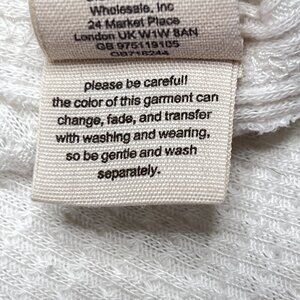 Wholesale, Inc
24 Market Place
London UK W1W 8AN
GB 975119105
please be careful!
the color of this garment can
change, fade, and transfer
with washing and wearing,
so be gentle and wash
separately.